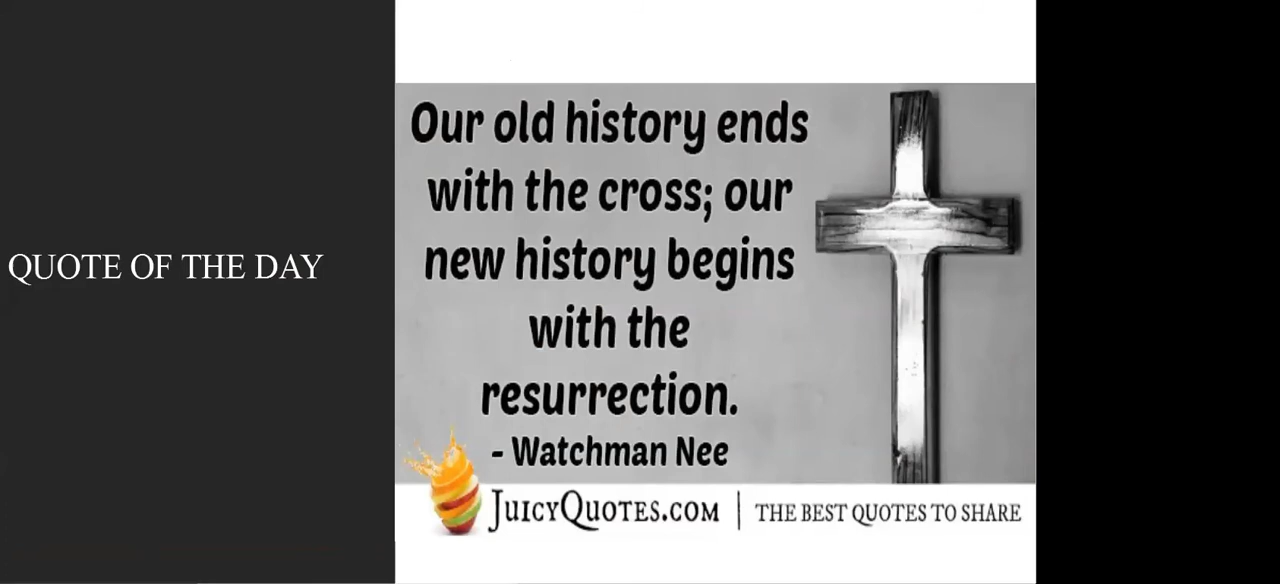 QUOTE OF THE DAY
Our old history ends
with the cross; our
new history begins
with the
resurrection.
- Watchman Nee
JUICYQUOTES.COM | THE BEST QUOTES TO SHARE